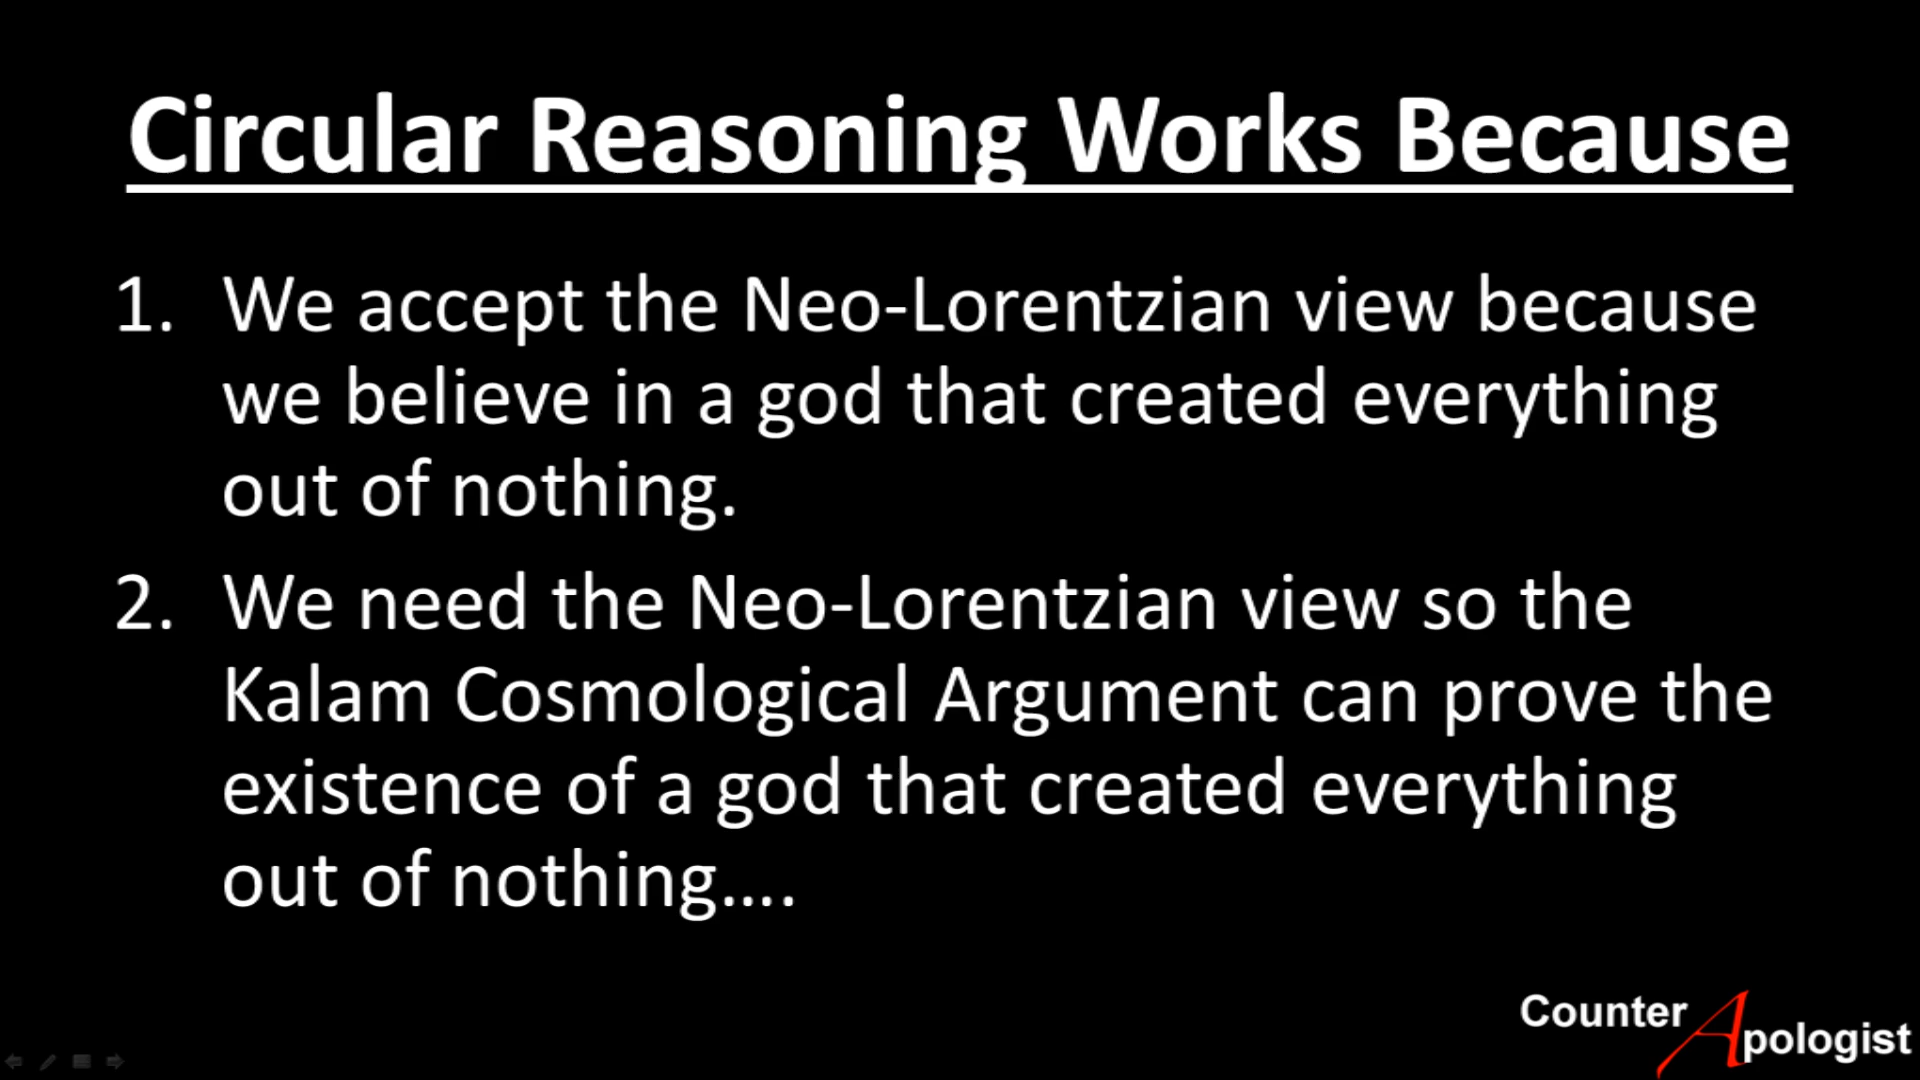 Circular Reasoning Works Because
1. We accept the Neo-Lorentzian view because
we believe in a god that created everything
out of nothing.
2. We need the Neo-Lorentzian view so the
Kalam Cosmological Argument can prove the
existence of a god that created everything
out of nothing....
Counter
Apologist